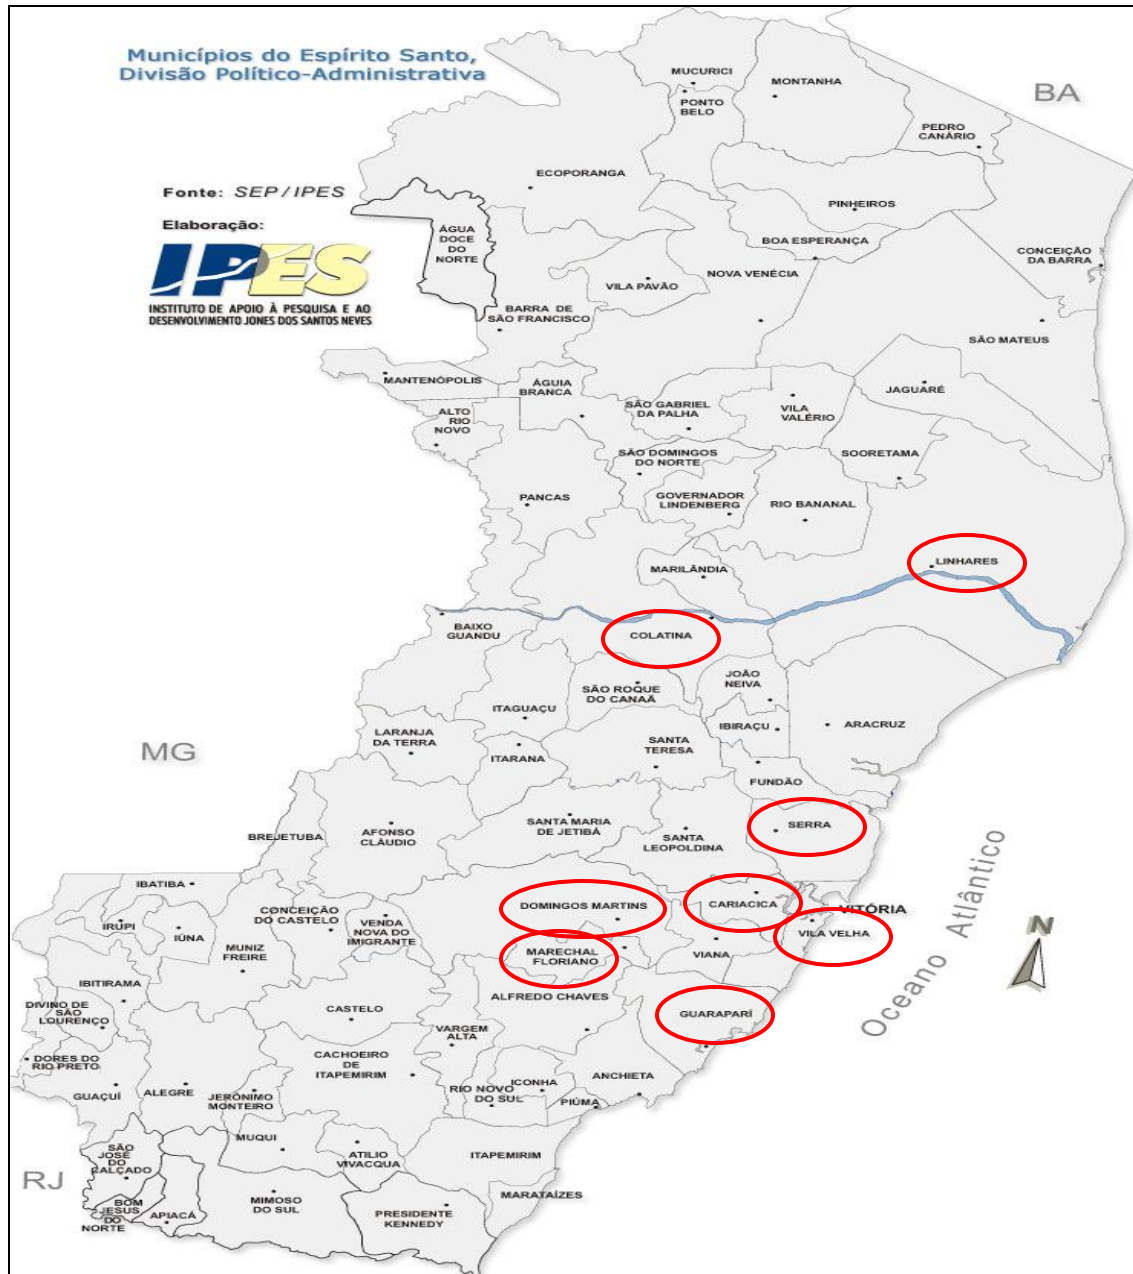 Municípios do Espírito Santo,
Divisão Político-Administrativa
BA
Fonte: SEP/IPES
Elaboração:
IPES
INSTITUTO DE APOIO À PESQUISA E AO
DESENVOLVIMENTO JONES DOS SANTOS NEVES
MUCURICI
MONTANHA
PONTO
BELO
PEDRO
CANÁRIO
ECOPORANGA
PINHEIROS
ÁGUA
DOCE
DO
NORTE
BOA ESPERANÇA
CONCEIÇÃO
DA BARRA
VILA PAVÃO
NOVA VENÉCIA
BARRA DE
SÃO FRANCISCO
SÃO MATEUS
MANTENÓPOLIS
ÁGUIA
BRANCA
JAGUARÉ
ALTO
RIO
NOVO
SÃO GABRIEL
DA PALHA
VILA
VALÉRIO
SÃO DOMINGOS
DO NORTE
SOORETAMA
PANCAS
GOVERNADOR
LINDENBERG
RIO BANANAL
MARILÂNDIA
LINHARES
BAIXO
GUANDU
COLATINA
JOÃO
NEIVA
SÃO ROQUE
DO CANAÃ
ITAGUAÇU
IBIRAÇU
ARACRUZ
LARANJA
DA TERRA
SANTA
TERESA
ITARANA
MG
FUNDÃO
BREJETUBA
AFONSO
CLÁUDIO
SANTA MARIA
DE JETIBÁ
SANTA
LEOPOLDINA
SERRA
IBATIBA
CONCEIÇÃO
DO CASTELO
DOMINGOS MARTINS
CARIACICA
VITÓRIA
IRUPI
IÚNA
VENDA
NOVA DO
IMIGRANTE
VILA VELHA
Oceano Atlântico
N
MUNIZ
FREIRE
MARECHAL
FLORIANO
VIANA
IBITIRAMA
ALFREDO CHAVES
DIVINO DE
SÃO
LOURENÇO
CASTELO
GUARAPARÍ
VARGEM
ALTA
DORES DO
RIO PRETO
CACHOEIRO
DE
ITAPEMIRIM
GUAÇUÍ
ALEGRE
JERÔNIMO
MONTEIRO
RIO NOVO
DO SUL
ICONHA
ANCHIETA
PIÚMA
MUQUI
SÃO
JOSÉ
DO
CALÇADO
ATILIO
VIVACQUA
ITAPEMIRIM
RJ
BOM
JESUS
DO
NORTE
APIACÁ
MIMOSO
DO SUL
PRESIDENTE
KENNEDY
MARATAÍZES